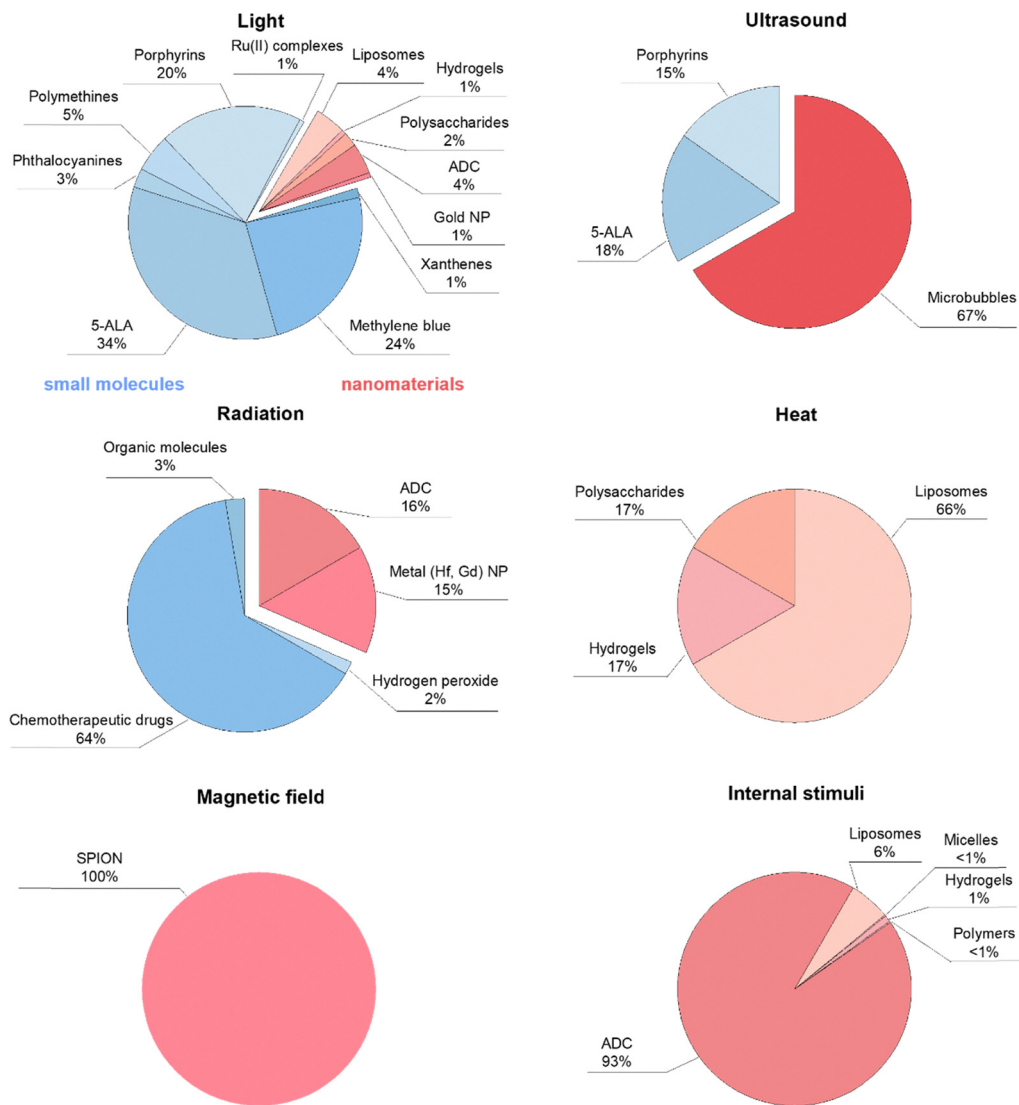 Light
Ru(II) complexes
1%
Porphyrins
20%
Liposomes
4%
Hydrogels
1%
Polymethines
5%
Polysaccharides
2%
Phthalocyanines
3%
ADC
4%
Gold NP
1%
Xanthenes
1%
5-ALA
34%
Methylene blue
24%
small molecules
nanomaterials
Ultrasound
Porphyrins
15%
5-ALA
18%
Microbubbles
67%
Radiation
Organic molecules
3%
ADC
16%
Metal (Hf, Gd) NP
15%
Hydrogen peroxide
2%
Chemotherapeutic drugs
64%
Heat
Polysaccharides
17%
Liposomes
66%
Hydrogels
17%
Magnetic field
SPION
100%
Internal stimuli
Liposomes
6%
Micelles
<1%
Hydrogels
1%
Polymers
<1%
ADC
93%